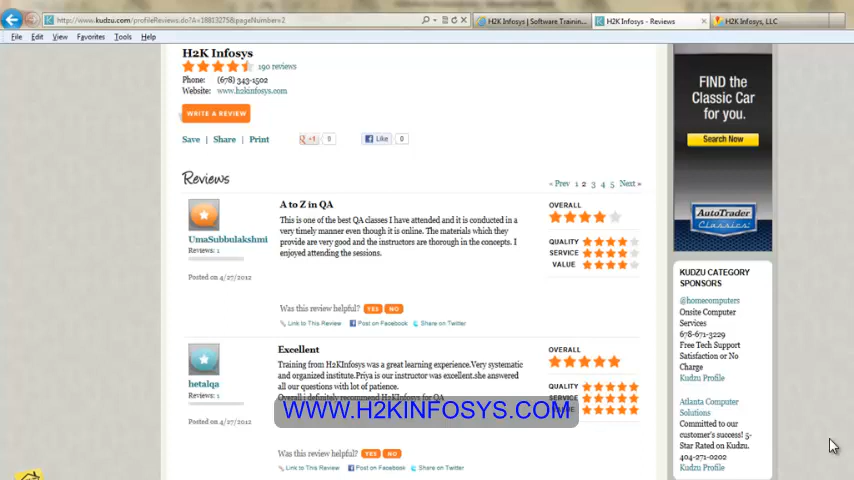 http://www.kudzu.com/profileReviews.do?A=18813275&pageNumber=2
H2K Infosys | Software Trainin...
H2K Infosys - Reviews
H2K Infosys, LLC
File Edit View Favorites Tools Help
H2K Infosys
190 reviews
Phone: (678) 343-1502
Website: www.h2kinfosys.com
WRITE A REVIEW
Save | Share | Print
+1 9
Like 0
Reviews
« Prev 1 2 3 4 5 Next »
A to Z in QA
This is one of the best QA classes I have attended and it is conducted in a
very timely manner even though it is online. The materials which they
provide are very good and the instructors are thorough in the concepts. I
enjoyed attending the sessions.
UmaSubbulakshmi
Reviews: 1
Posted on 4/27/2012
OVERALL
QUALITY
SERVICE
VALUE
Was this review helpful? YES NO
Link to This Review Post on Facebook Share on Twitter
Excellent
Training from H2KInfosys was a great learning experience.Very systematic
and organized institute.Priya is our instructor was excellent.she answered
all our questions with lot of patience.
Overall i definitely recommend H2KInfosys for QA
hetalqa
Reviews: 1
Posted on 4/27/2012
OVERALL
QUALITY
SERVICE
WWW.H2KINFOSYS.COM
Was this review helpful? YES NO
Link to This Review Post on Facebook Share on Twitter
FIND the
Classic Car
for you.
Search Now
AutoTrader
Classics
KUDZU CATEGORY
SPONSORS
@homecomputers
Onsite Computer
Services
678-671-3229
Free Tech Support
Satisfaction or No
Charge
Kudzu Profile
Atlanta Computer
Solutions
Committed to our
customer's success! 5-
Star Rated on Kudzu.
404-271-0202
Kudzu Profile